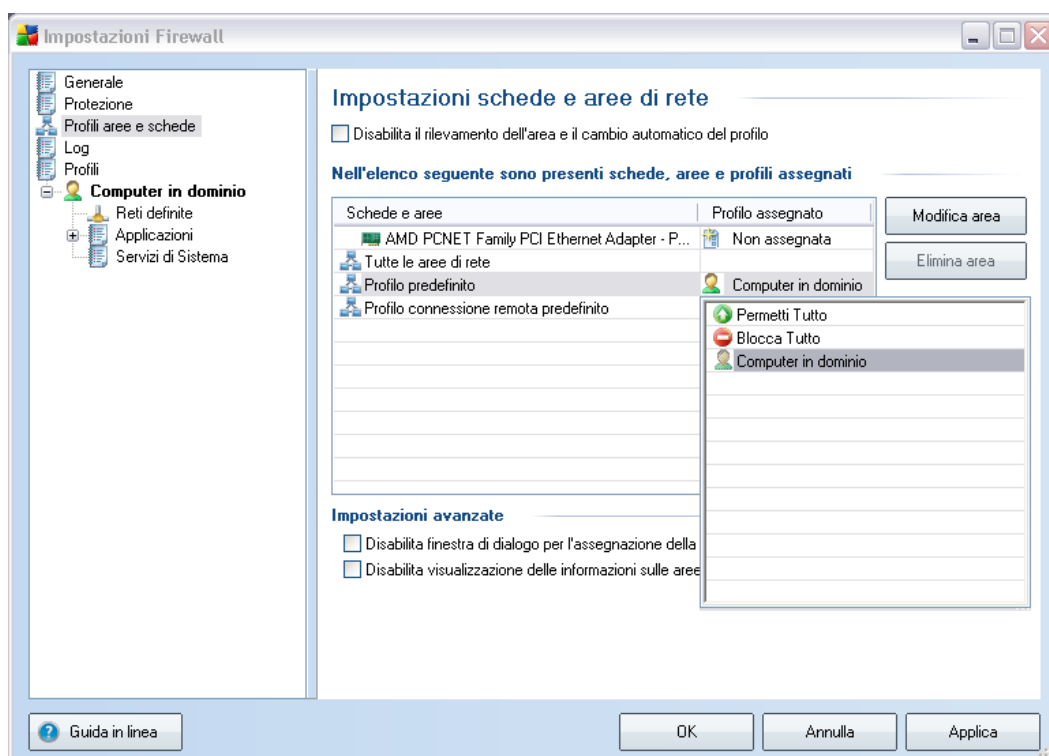 Impostazioni Firewall
Generale
Protezione
Profili aree e schede
Log
Profili
Computer in dominio
Reti definite
Applicazioni
Servizi di Sistema
Impostazioni schede e aree di rete
Disabilita il rilevamento dell'area e il cambio automatico del profilo
Nell'elenco seguente sono presenti schede, aree e profili assegnati
Schede e aree Profilo assegnato
AMD PCNET Family PCI Ethernet Adapter - P... Non assegnata
Tutte le aree di rete
Profilo predefinito Computer in dominio
Profilo connessione remota predefinito
Modifica area
Elimina area
Permetti Tutto
Blocca Tutto
Computer in dominio
Impostazioni avanzate
Disabilita finestra di dialogo per l'assegnazione della
Disabilita visualizzazione delle informazioni sulle aree
Guida in linea
OK
Annulla
Applica